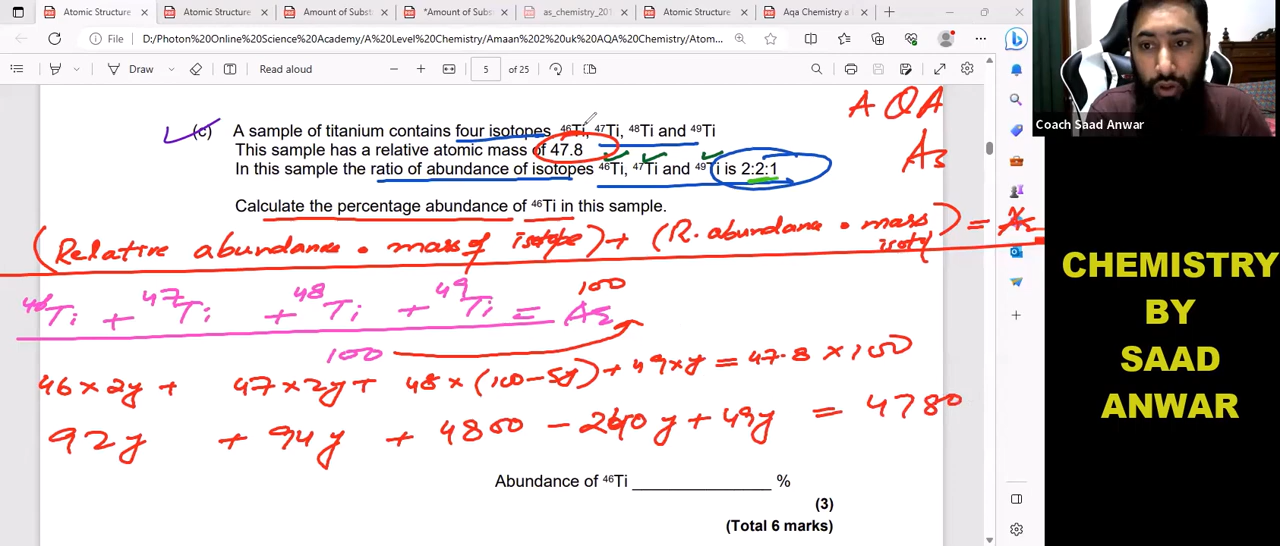 Atomic Structure
Atomic Structure
Amount of Subst
*Amount of Sub
as_chemistry_201
Atomic Structure
Aqa Chemistry a
D:/Photon%20Online%20Science%20Academy/A%20Level%20Chemistry/Amaan%202%20uk%20AQA%20Chemistry/Atom
Draw
Read aloud
5 of 25
Coach Saad Anwar
AQA
As
(c) A sample of titanium contains four isotopes, ⁴⁶Ti, ⁴⁷Ti, ⁴⁸Ti and ⁴⁹Ti
This sample has a relative atomic mass of 47.8
In this sample the ratio of abundance of isotopes ⁴⁶Ti, ⁴⁷Ti and ⁴⁹Ti is 2:2:1
Calculate the percentage abundance of ⁴⁶Ti in this sample.
(Relative abundance • mass of isotope) + (R. abundance • mass isoty) = Ar
⁴⁶Ti + ⁴⁷Ti + ⁴⁸Ti + ⁴⁹Ti = Ar
100
100
46 × 2y + 47 × 2y + 48 × (100 - 5y) + 49 × y = 47.8 × 100
92y + 94y + 4800 - 240y + 49y = 4780
Abundance of ⁴⁶Ti ______________ %
(3)
(Total 6 marks)
CHEMISTRY
BY
SAAD
ANWAR